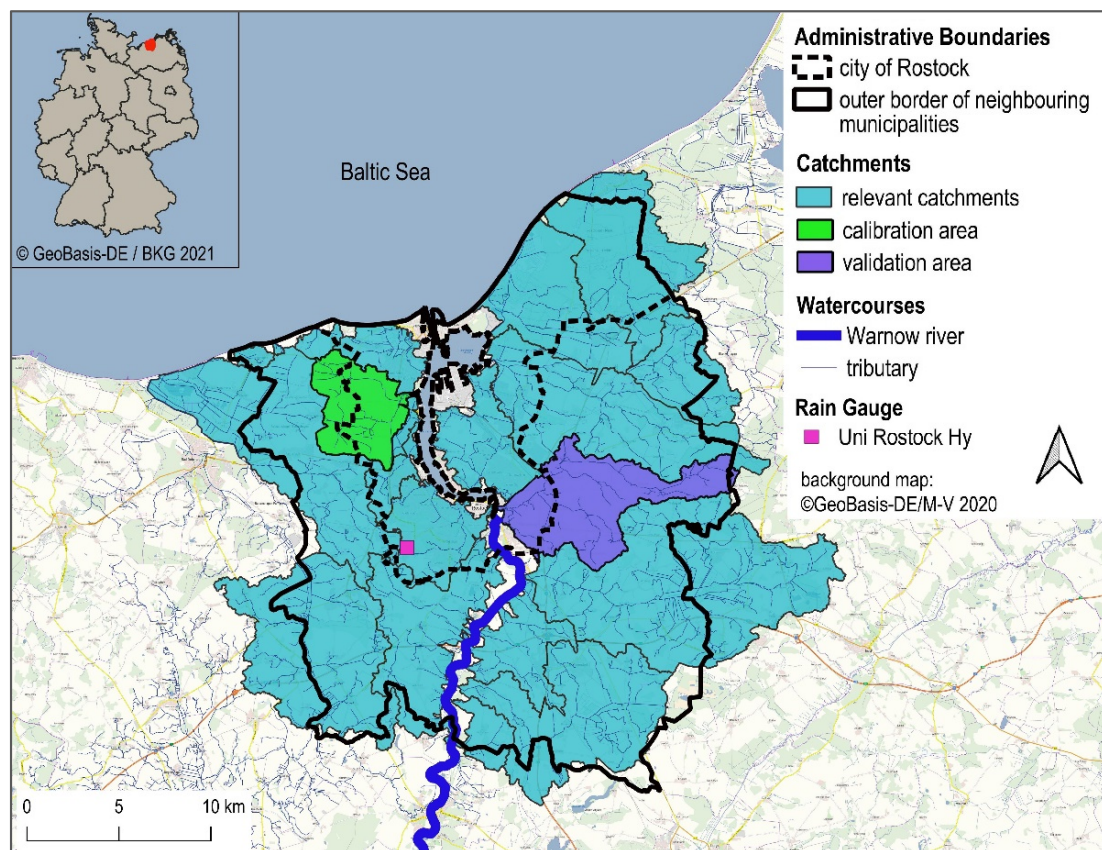 © GeoBasis-DE / BKG 2021
Baltic Sea
Administrative Boundaries
city of Rostock
outer border of neighbouring
municipalities
Catchments
relevant catchments
calibration area
validation area
Watercourses
Warnow river
tributary
Rain Gauge
Uni Rostock Hy
background map:
©GeoBasis-DE/M-V 2020
0 5 10 km